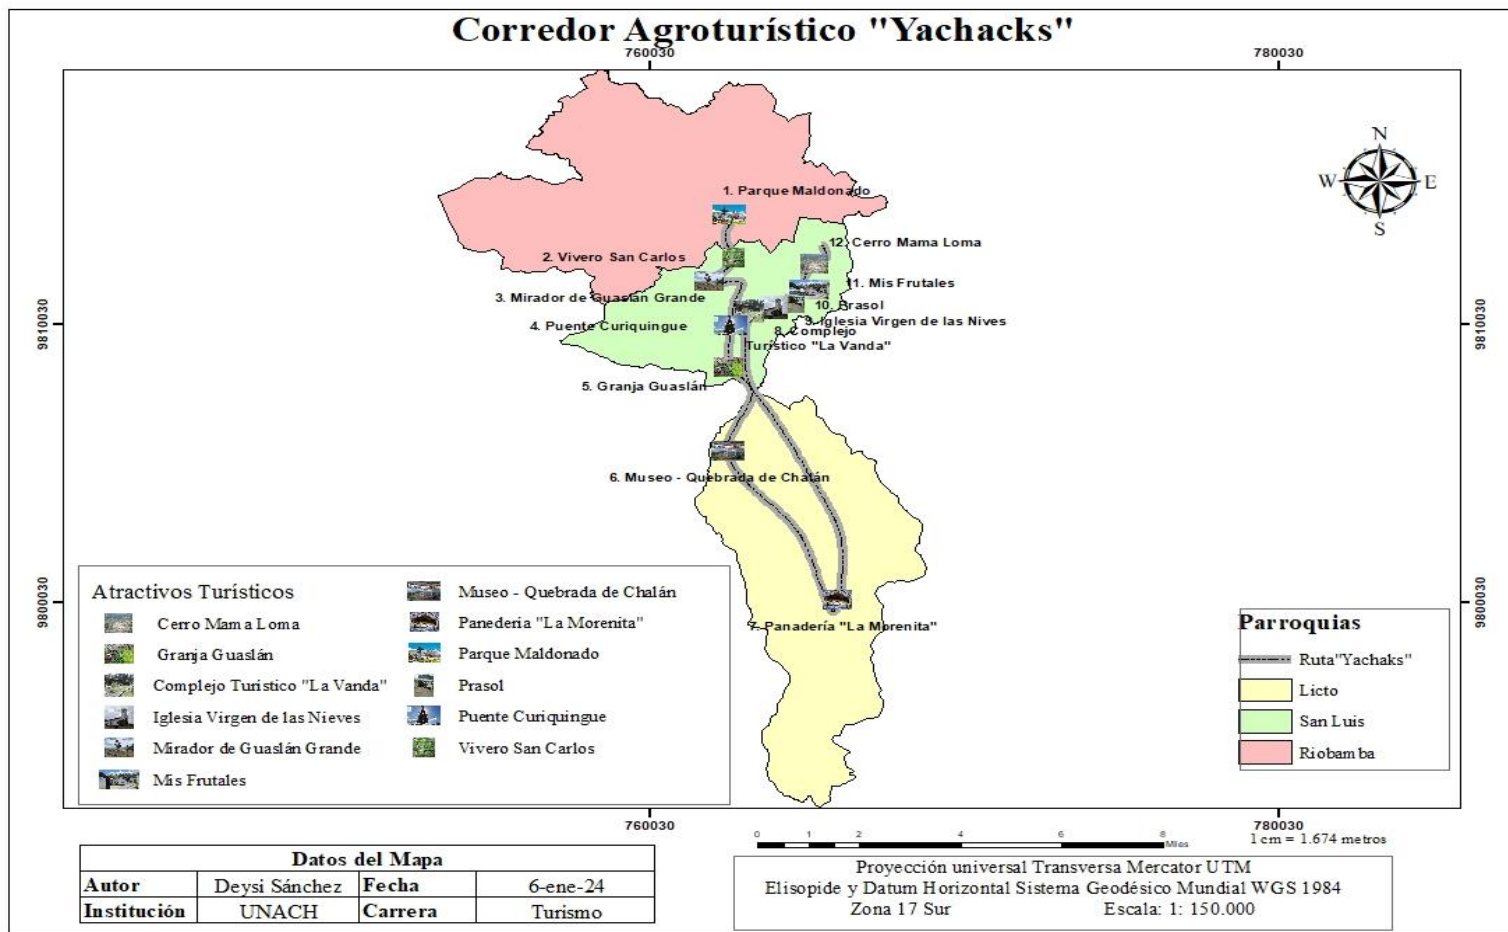 Corredor Agroturístico "Yachacks"
760030 780030
N
W E
S
1. Parque Maldonado
12. Cerro Mama Loma
2. Vivero San Carlos
11. Mis Frutales
3. Mirador de Guaslán Grande
10. Prasol
9. Iglesia Virgen de las Nives
4. Puente Curiquingue
8. Complejo
Turístico "La Vanda"
5. Granja Guaslán
6. Museo - Quebrada de Chalán
7. Panadería "La Morenita"
9810030 9810030
9800030 9800030
Atractivos Turísticos
Cerro Mama Loma
Granja Guaslán
Complejo Turístico "La Vanda"
Iglesia Virgen de las Nieves
Mirador de Guaslán Grande
Mis Frutales
Museo - Quebrada de Chalán
Panedería "La Morenita"
Parque Maldonado
Prasol
Puente Curiquingue
Vivero San Carlos
Parroquias
Ruta"Yachaks"
Licto
San Luis
Riobamba
760030 780030
0 1 2 4 6 8
Miles
1 cm = 1.674 metros
Datos del Mapa
Autor Deysi Sánchez Fecha 6-ene-24
Institución UNACH Carrera Turismo
Proyección universal Transversa Mercator UTM
Elisopide y Datum Horizontal Sistema Geodésico Mundial WGS 1984
Zona 17 Sur Escala: 1: 150.000